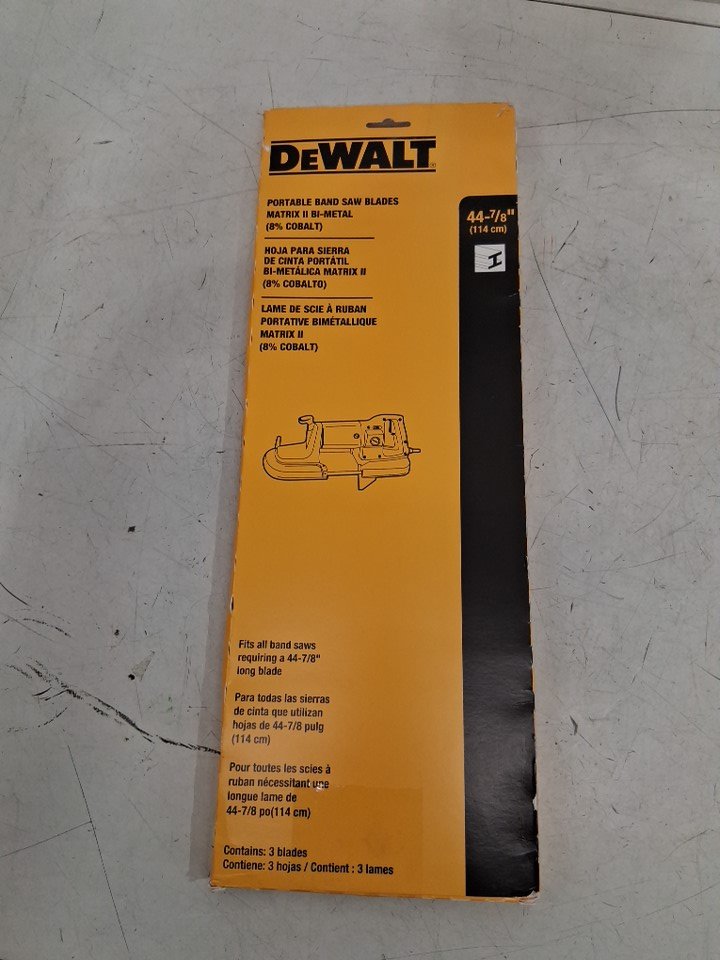 DEWALT®
PORTABLE BAND SAW BLADES
MATRIX II BI-METAL
(8% COBALT)
HOJA PARA SIERRA
DE CINTA PORTÁTIL
BI-METÁLICA MATRIX II
(8% COBALTO)
LAME DE SCIE À RUBAN
PORTATIVE BIMÉTALLIQUE
MATRIX II
(8% COBALT)
44-7/8"
(114 cm)
Fits all band saws
requiring a 44-7/8"
long blade
Para todas las sierras
de cinta que utilizan
hojas de 44-7/8 pulg
(114 cm)
Pour toutes les scies à
ruban nécessitant une
longue lame de
44-7/8 po(114 cm)
Contains: 3 blades
Contiene: 3 hojas / Contient : 3 lames